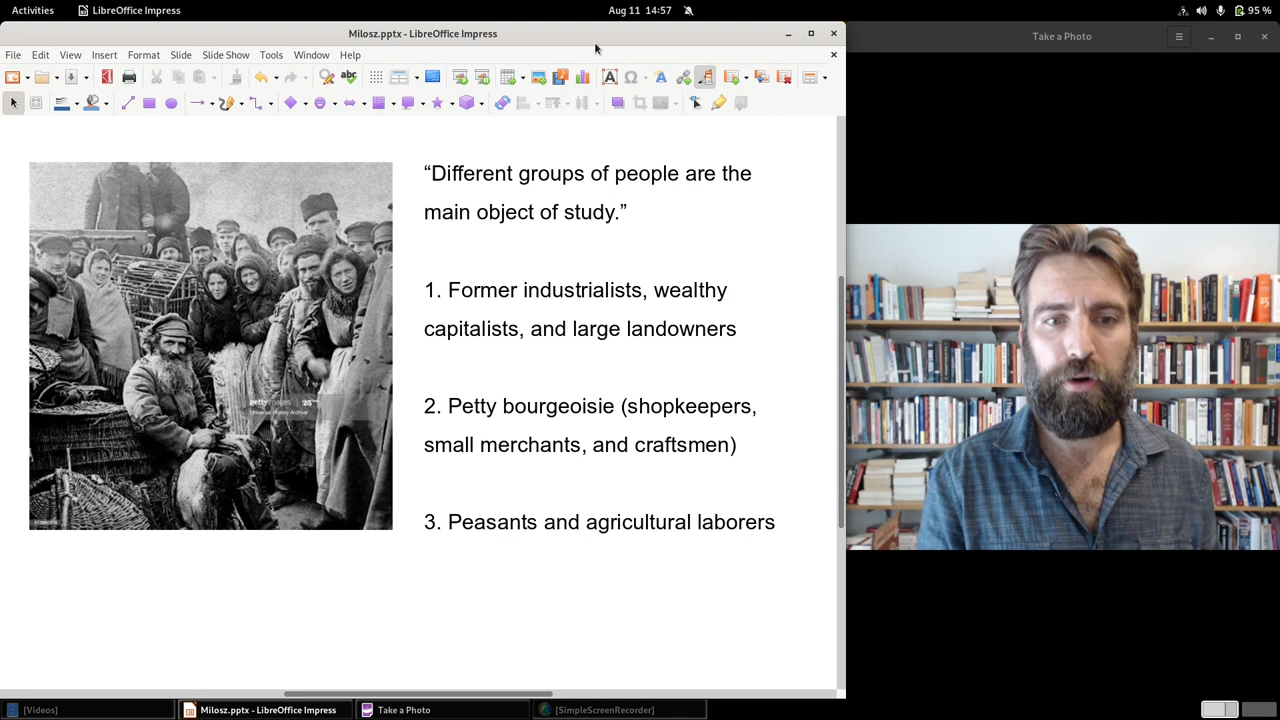 Activities
LibreOffice Impress
Aug 11 14:57
95 %
Milosz.pptx - LibreOffice Impress
Take a Photo
File Edit View Insert Format Slide Slide Show Tools Window Help
“Different groups of people are the
main object of study.”
1. Former industrialists, wealthy
capitalists, and large landowners
2. Petty bourgeoisie (shopkeepers,
small merchants, and craftsmen)
3. Peasants and agricultural laborers
gettyimages
Universal History Archive
[Videos]
Milosz.pptx - LibreOffice Impress
Take a Photo
[SimpleScreenRecorder]